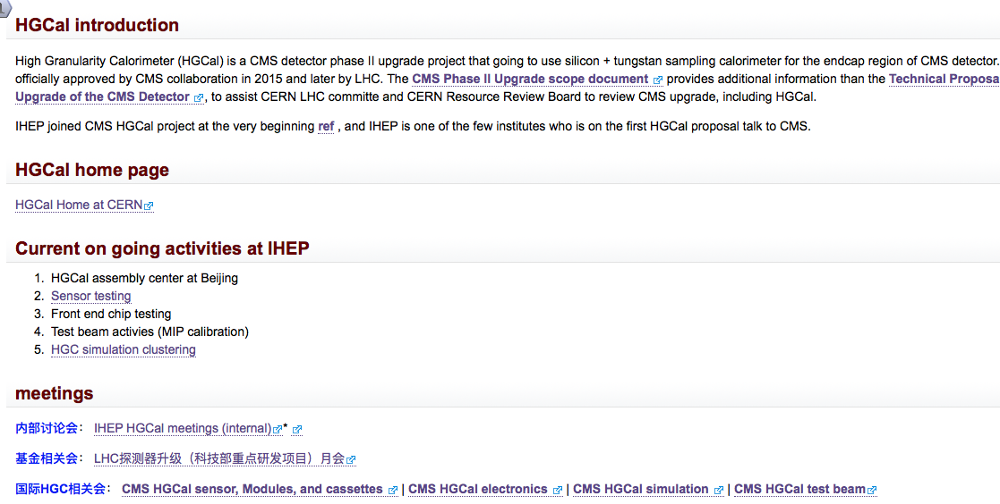 HGCal introduction
High Granularity Calorimeter (HGCal) is a CMS detector phase II upgrade project that going to use silicon + tungstan sampling calorimeter for the endcap region of CMS detector.
officially approved by CMS collaboration in 2015 and later by LHC. The CMS Phase II Upgrade scope document provides additional information than the Technical Proposa
Upgrade of the CMS Detector , to assist CERN LHC committe and CERN Resource Review Board to review CMS upgrade, including HGCal.
IHEP joined CMS HGCal project at the very beginning ref , and IHEP is one of the few institutes who is on the first HGCal proposal talk to CMS.
HGCal home page
HGCal Home at CERN
Current on going activities at IHEP
1. HGCal assembly center at Beijing
2. Sensor testing
3. Front end chip testing
4. Test beam activies (MIP calibration)
5. HGC simulation clustering
meetings
内部讨论会： IHEP HGCal meetings (internal) *
基金相关会： LHC探测器升级（科技部重点研发项目）月会
国际HGC相关会： CMS HGCal sensor, Modules, and cassettes | CMS HGCal electronics | CMS HGCal simulation | CMS HGCal test beam